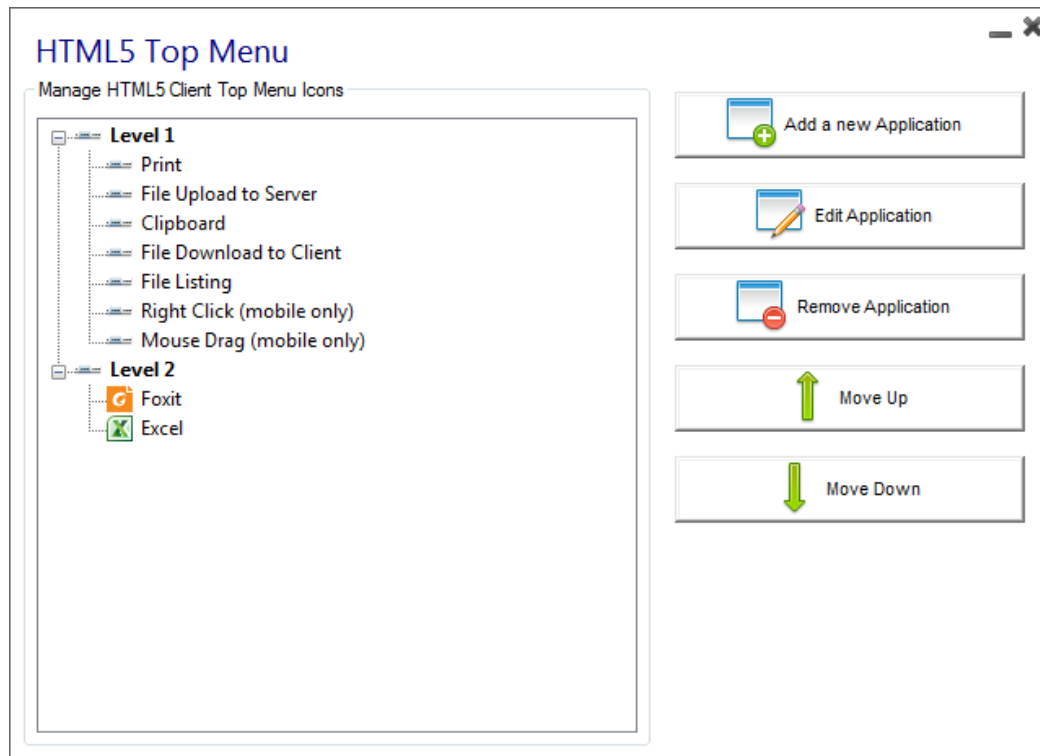 HTML5 Top Menu
Manage HTML5 Client Top Menu Icons
Level 1
Print
File Upload to Server
Clipboard
File Download to Client
File Listing
Right Click (mobile only)
Mouse Drag (mobile only)
Level 2
Foxit
Excel
Add a new Application
Edit Application
Remove Application
Move Up
Move Down